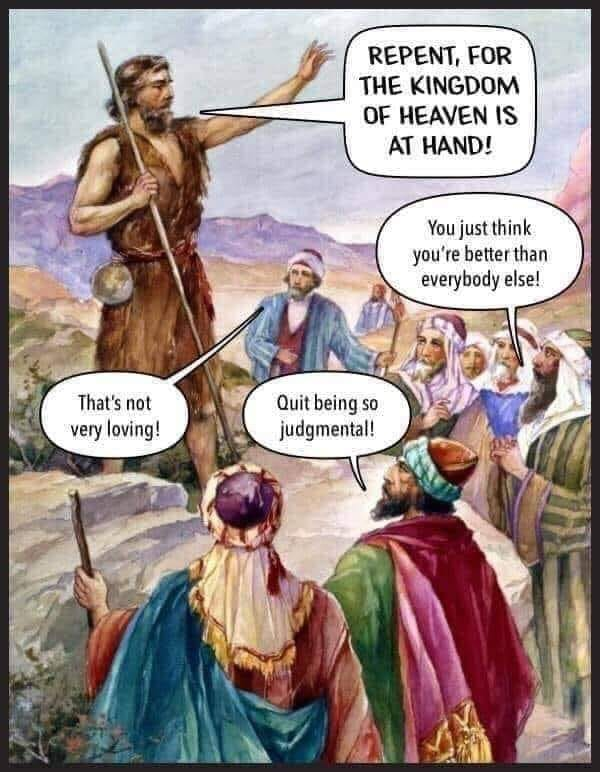 REPENT, FOR
THE KINGDOM
OF HEAVEN IS
AT HAND!
You just think
you're better than
everybody else!
That's not
very loving!
Quit being so
judgmental!